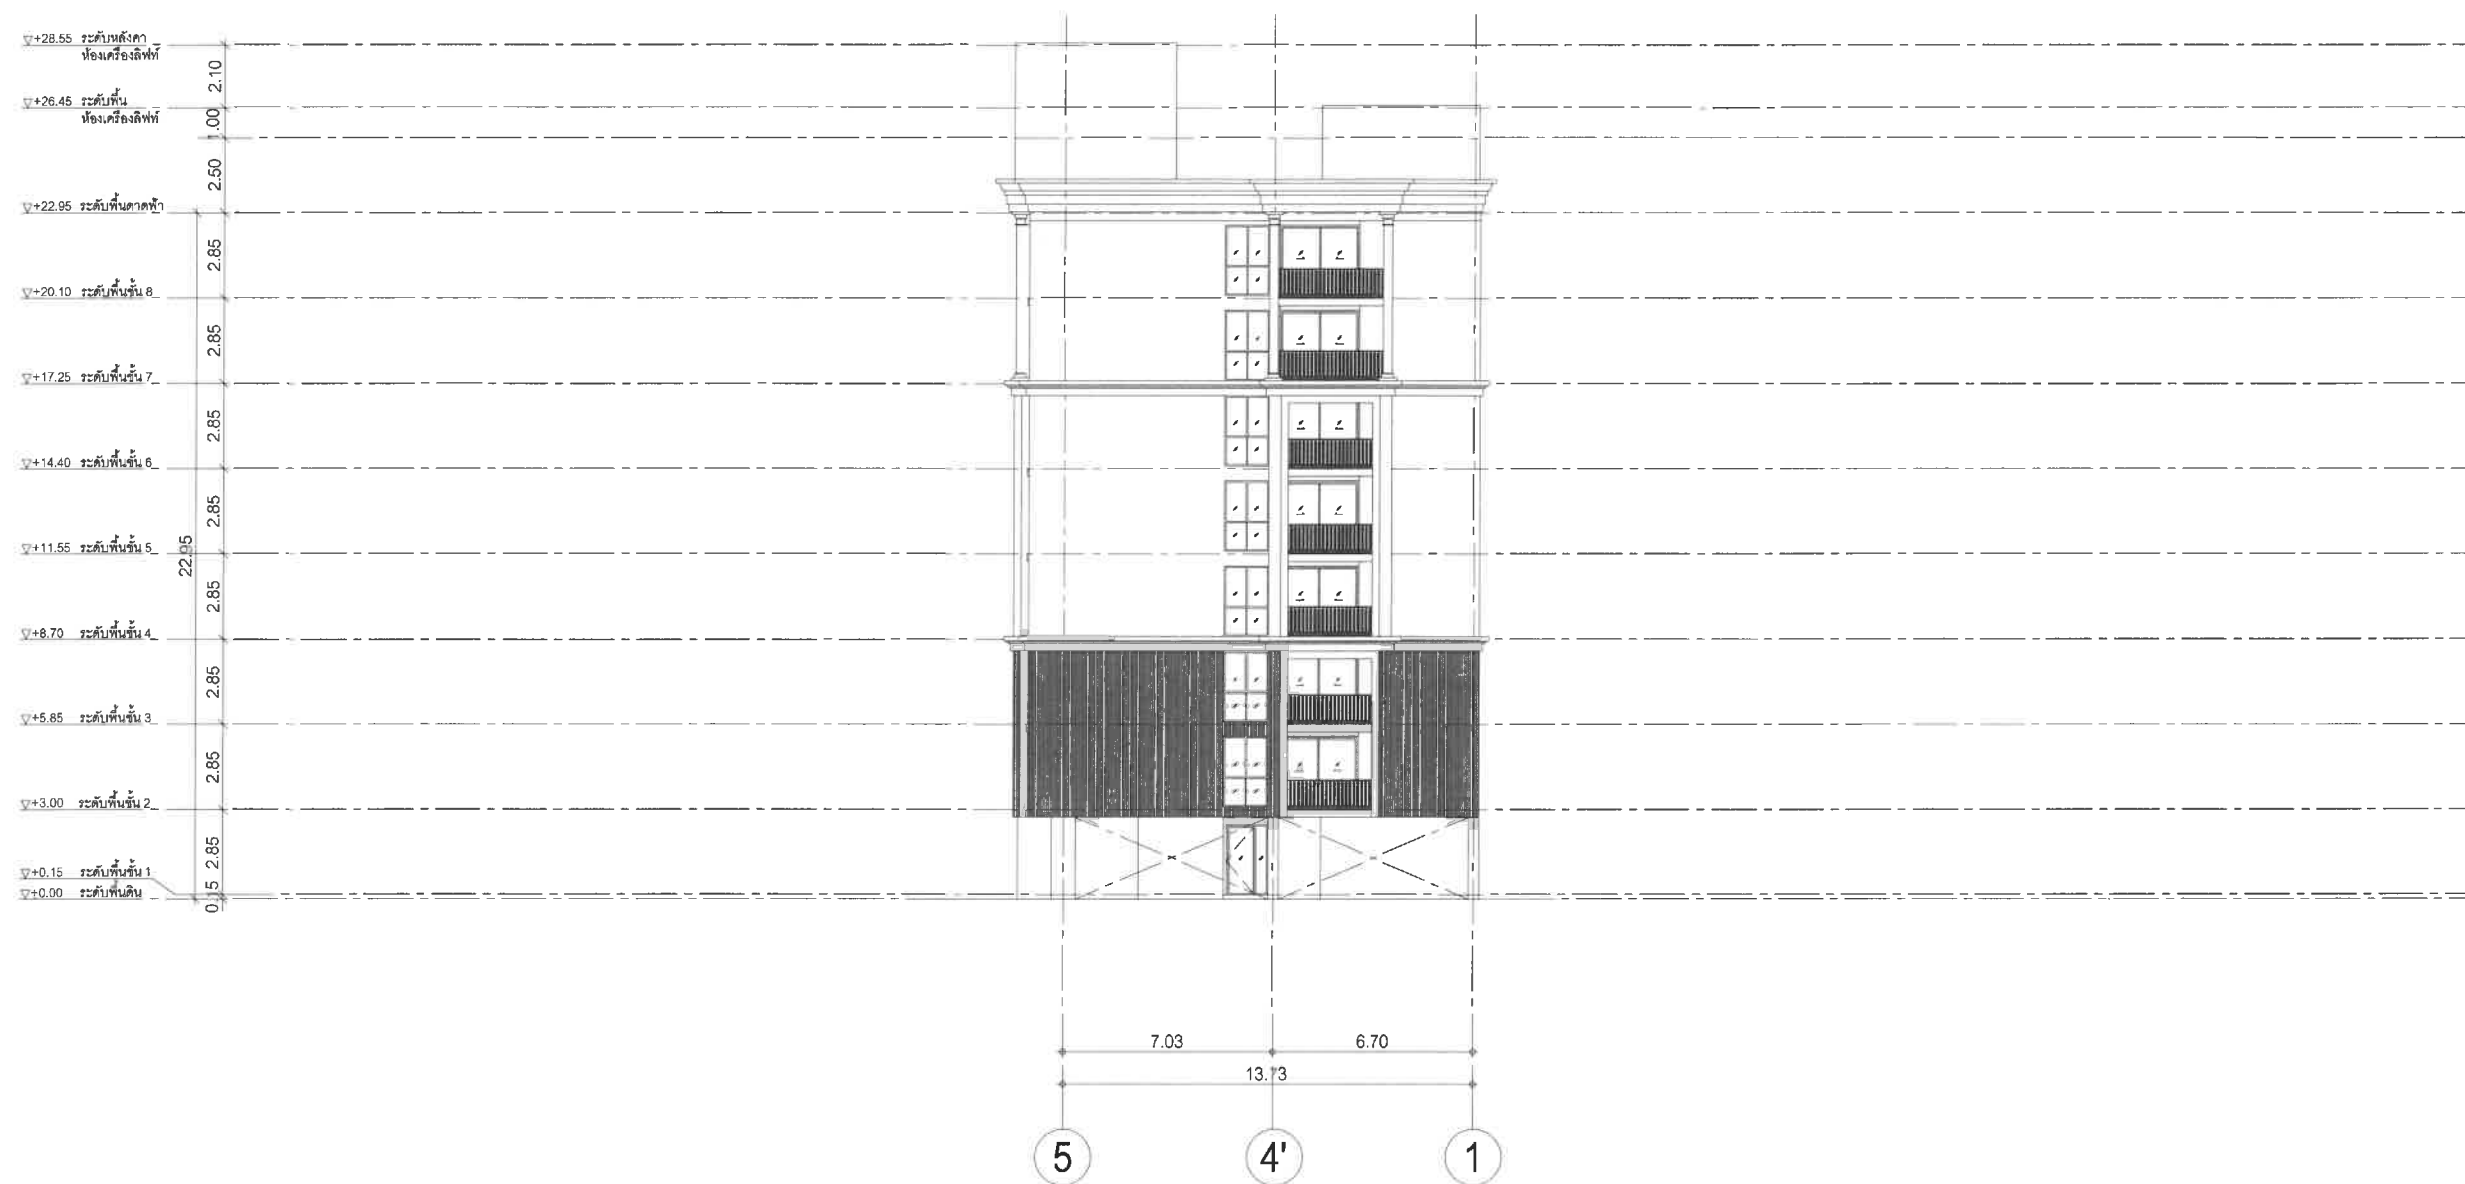 +28.55 ระดับหลังคา
ห้องเครื่องลิฟท์
2.10
+26.45 ระดับพื้น
ห้องเครื่องลิฟท์
1.00
2.50
+22.95 ระดับพื้นดาดฟ้า
2.85
+20.10 ระดับพื้นชั้น 8
2.85
+17.25 ระดับพื้นชั้น 7
2.85
+14.40 ระดับพื้นชั้น 6
2.85
+11.55 ระดับพื้นชั้น 5
22.95
2.85
+8.70 ระดับพื้นชั้น 4
2.85
+5.85 ระดับพื้นชั้น 3
2.85
+3.00 ระดับพื้นชั้น 2
2.85
+0.15 ระดับพื้นชั้น 1
+0.00 ระดับพื้นดิน
0.15
7.03 6.70
13.73
5 4' 1